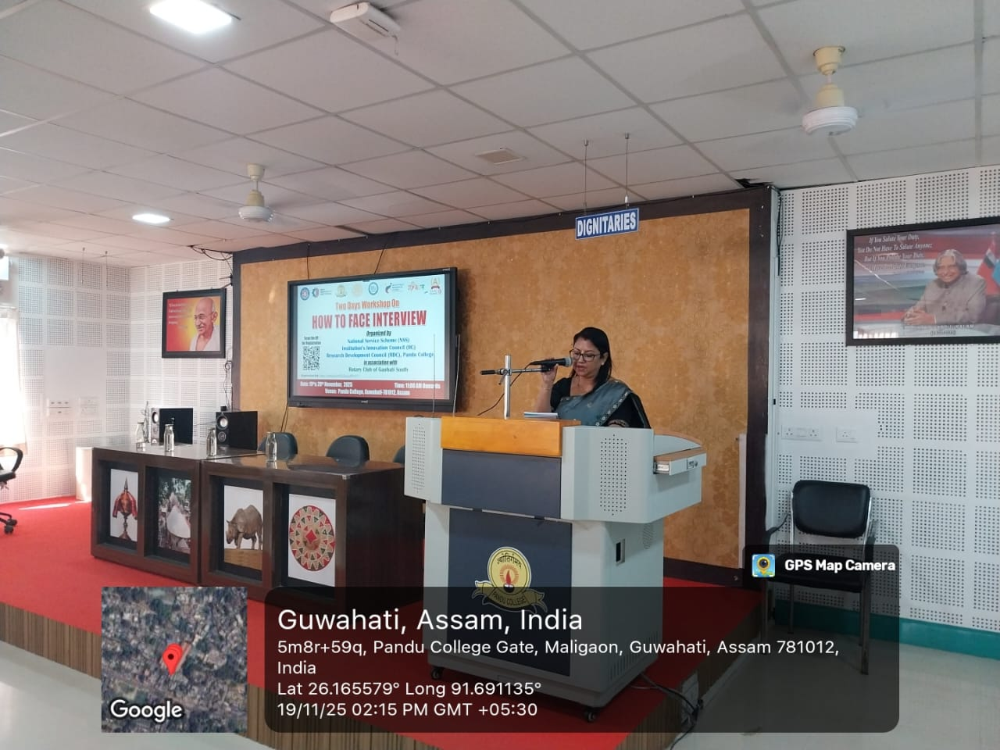 DIGNITARIES
If You Salute Your Duty,
You Do Not Have To Salute Anyone;
But If You Pollute Your Duty,
Two Days Workshop On
HOW TO FACE INTERVIEW
Organized by
National Service Scheme (NSS)
Institution's Innovation Council (IIC)
Research Development Council (RDC), Pandu College
in association with
Rotary Club of Gauhati South
Scan the QR
for Registration
Date: 19th & 20th November, 2025
Time: 11:00 AM Onwards
Venue: Pandu College, Guwahati-781012, Assam
ज्योतिर्गमय
PANDU COLLEGE
GPS Map Camera
Google
Guwahati, Assam, India
5m8r+59q, Pandu College Gate, Maligaon, Guwahati, Assam 781012,
India
Lat 26.165579° Long 91.691135°
19/11/25 02:15 PM GMT +05:30